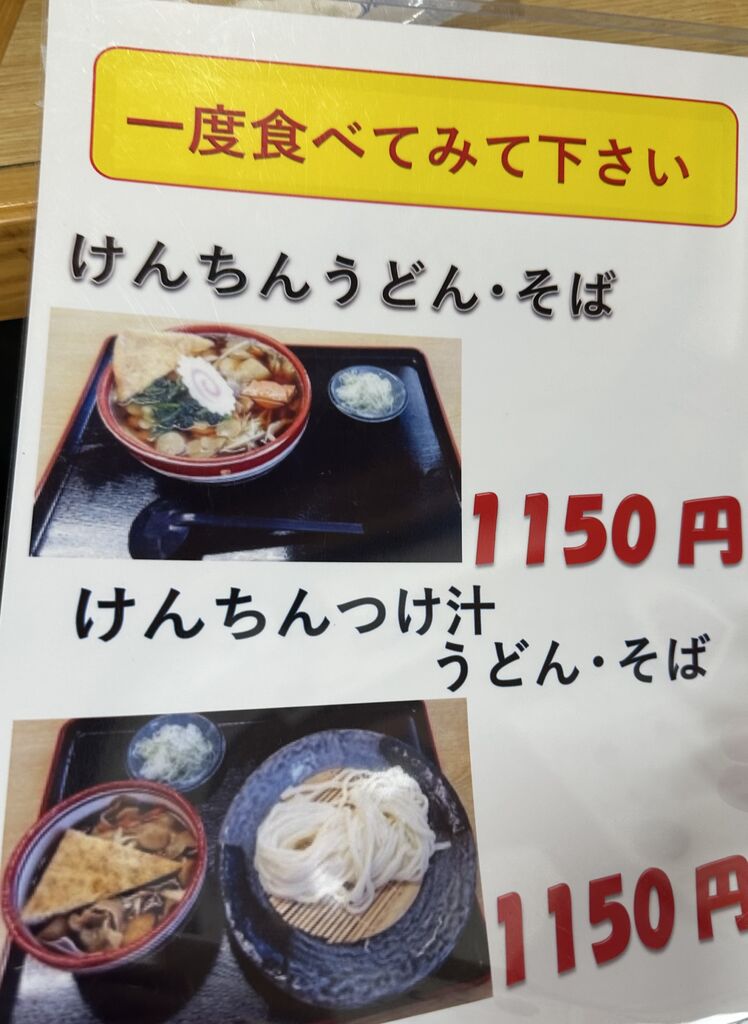 一度食べてみて下さい
けんちんうどん・そば
1150円
けんちんつけ汁
うどん・そば
1150円